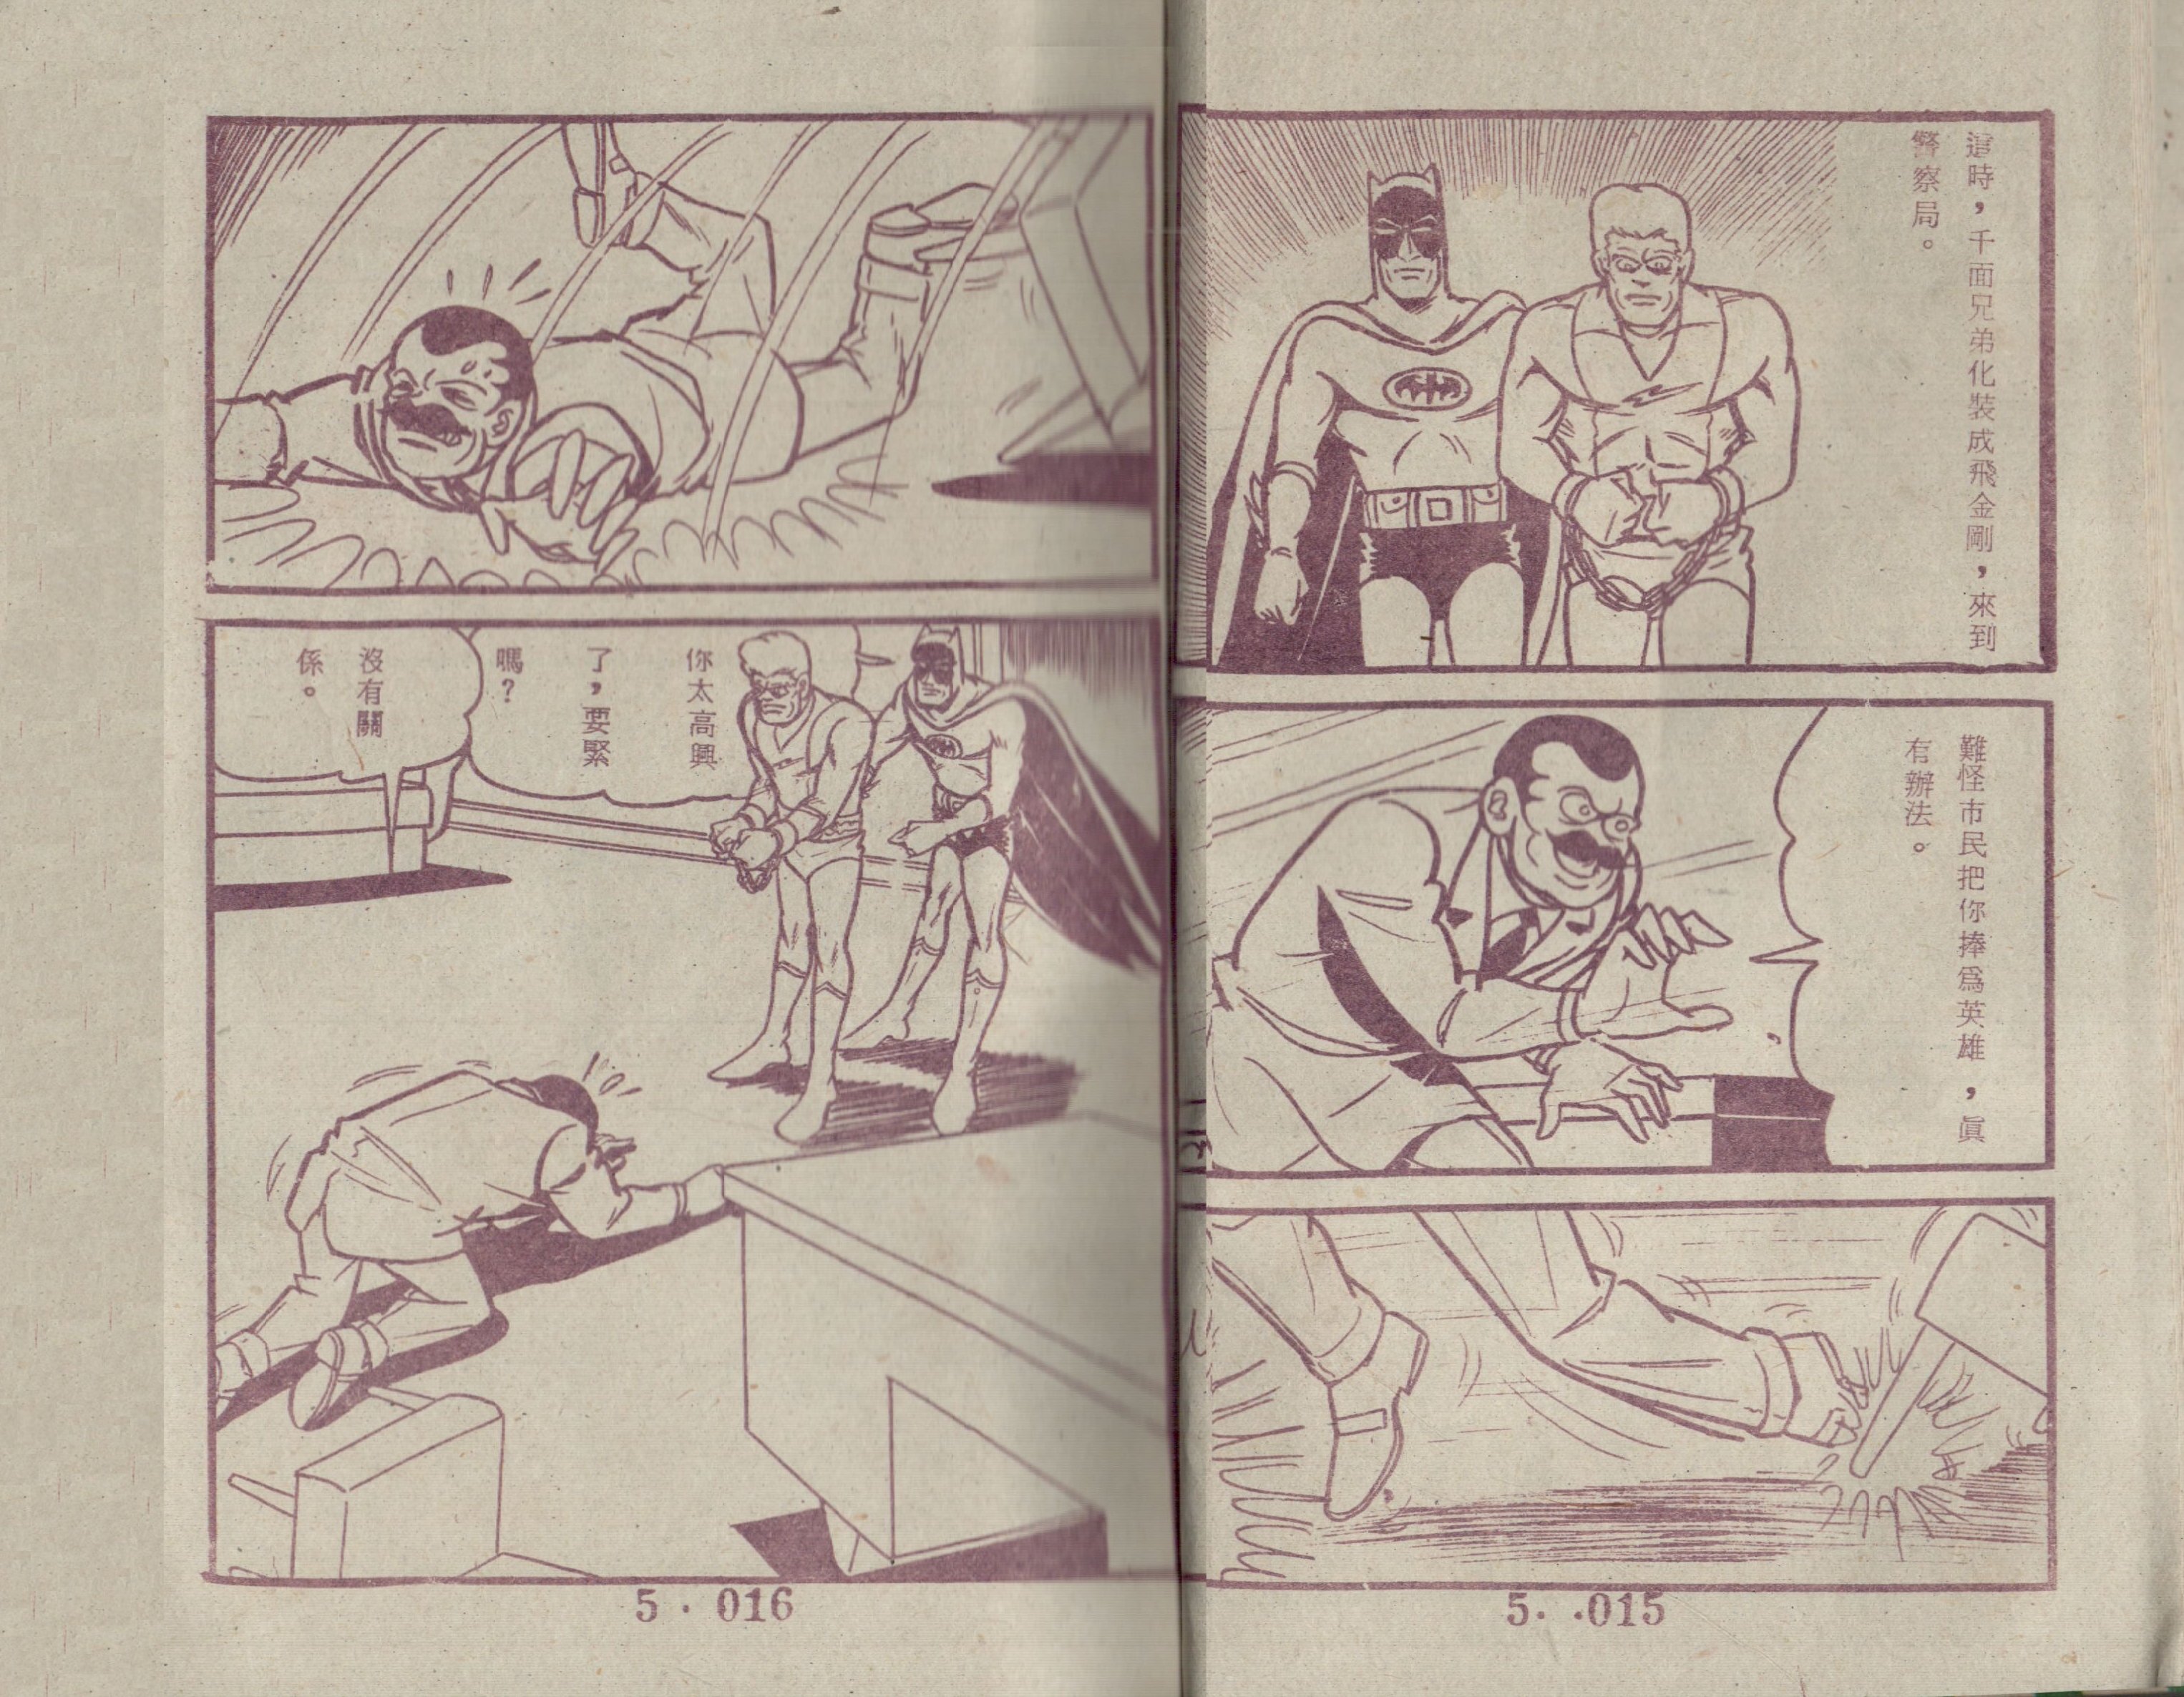 這時，千面兄弟化裝成飛金剛，來到
警察局。
難怪市民把你捧爲英雄，眞
有辦法。
5·015
你太高興
了，要緊
嗎？
沒有關
係。
5·016